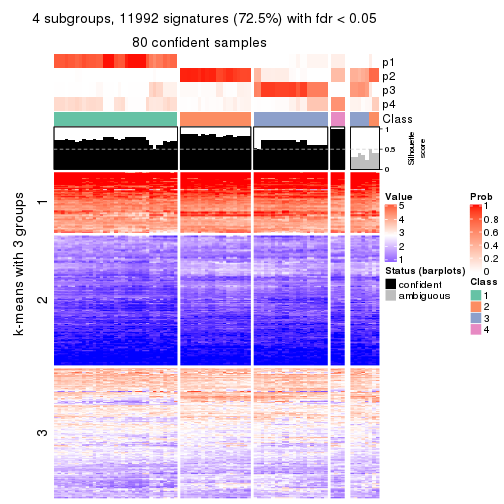 4 subgroups, 11992 signatures (72.5%) with fdr < 0.05
80 confident samples
p1
p2
p3
p4
Class
1
0.5
0
Silhouette
score
k-means with 3 groups
1
2
3
Value
5
4
3
2
1
Status (barplots)
confident
ambiguous
Prob
1
0.8
0.6
0.4
0.2
0
Class
1
2
3
4